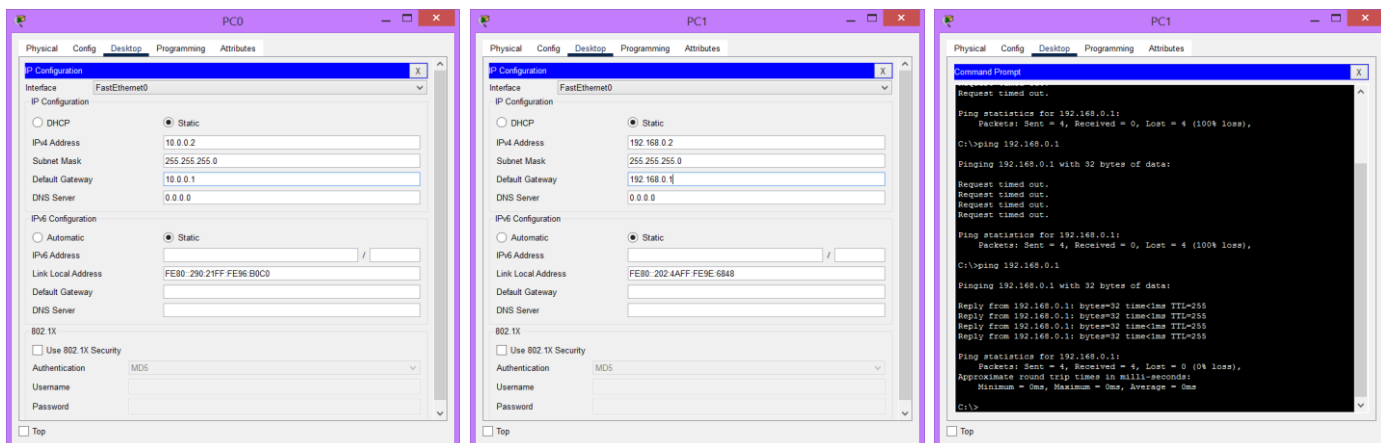 PC0
Physical Config Desktop Programming Attributes
IP Configuration X
Interface FastEthernet0
IP Configuration
DHCP Static
IPv4 Address 10.0.0.2
Subnet Mask 255.255.255.0
Default Gateway 10.0.0.1
DNS Server 0.0.0.0
IPv6 Configuration
Automatic Static
IPv6 Address /
Link Local Address FE80::290:21FF:FE96:B0C0
Default Gateway
DNS Server
802.1X
Use 802.1X Security
Authentication MD5
Username
Password
Top
PC1
Physical Config Desktop Programming Attributes
IP Configuration X
Interface FastEthernet0
IP Configuration
DHCP Static
IPv4 Address 192.168.0.2
Subnet Mask 255.255.255.0
Default Gateway 192.168.0.1
DNS Server 0.0.0.0
IPv6 Configuration
Automatic Static
IPv6 Address /
Link Local Address FE80::202:4AFF:FE9E:6848
Default Gateway
DNS Server
802.1X
Use 802.1X Security
Authentication MD5
Username
Password
Top
PC1
Physical Config Desktop Programming Attributes
Command Prompt X
Request timed out.
Request timed out.
Ping statistics for 192.168.0.1:
Packets: Sent = 4, Received = 0, Lost = 4 (100% loss),
C:\>ping 192.168.0.1
Pinging 192.168.0.1 with 32 bytes of data:
Request timed out.
Request timed out.
Request timed out.
Request timed out.
Ping statistics for 192.168.0.1:
Packets: Sent = 4, Received = 0, Lost = 4 (100% loss),
C:\>ping 192.168.0.1
Pinging 192.168.0.1 with 32 bytes of data:
Reply from 192.168.0.1: bytes=32 time<1ms TTL=255
Reply from 192.168.0.1: bytes=32 time<1ms TTL=255
Reply from 192.168.0.1: bytes=32 time<1ms TTL=255
Reply from 192.168.0.1: bytes=32 time<1ms TTL=255
Ping statistics for 192.168.0.1:
Packets: Sent = 4, Received = 4, Lost = 0 (0% loss),
Approximate round trip times in milli-seconds:
Minimum = 0ms, Maximum = 0ms, Average = 0ms
C:\>
Top